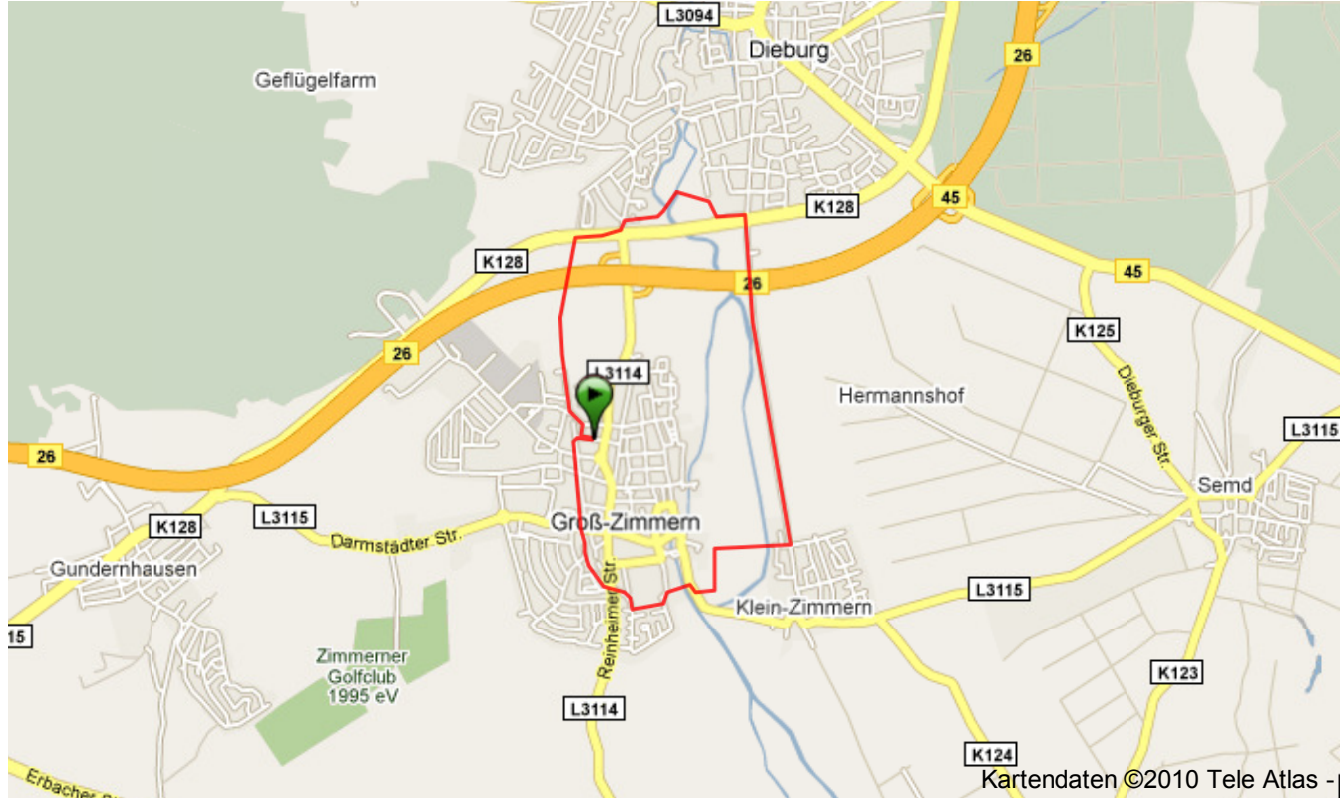 L3094
Dieburg
26
Geflügelfarm
45
K128
K128
45
26
K125
26
L3114
Hermannshof
Dieburger Str.
L3115
26
Semd
L3115
K128
Groß-Zimmern
Darmstädter Str.
Gundernhausen
L3115
Klein-Zimmern
15
Reinheimer Str.
Zimmerner
Golfclub
1995 eV
K123
L3114
K124
Erbacher
Kartendaten ©2010 Tele Atlas -